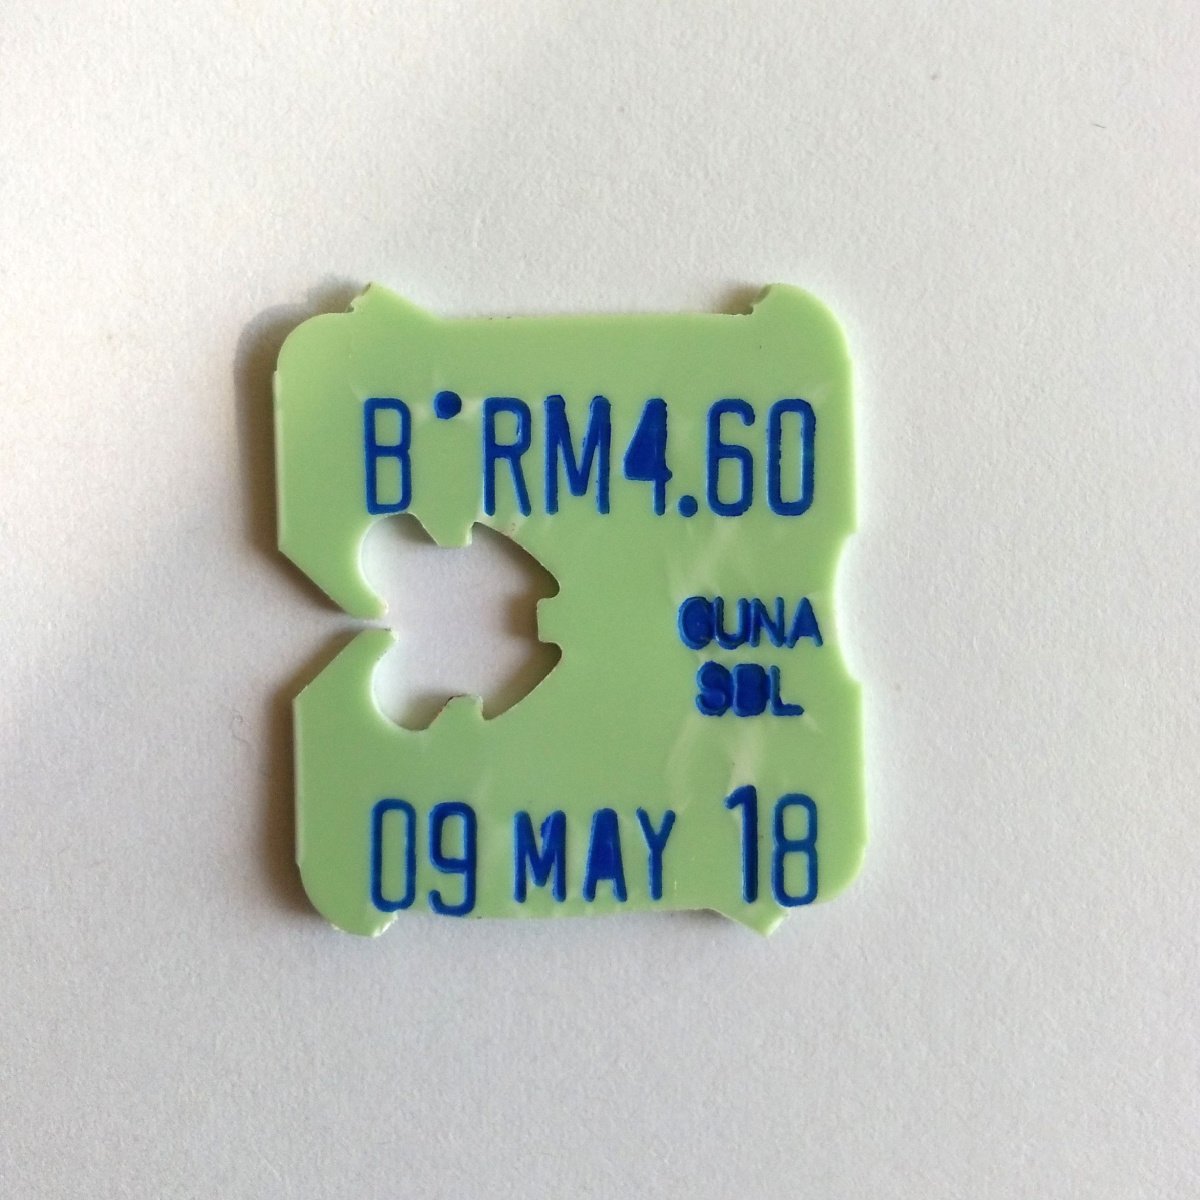 B•RM4.60
GUNA
SBL
09 MAY 18